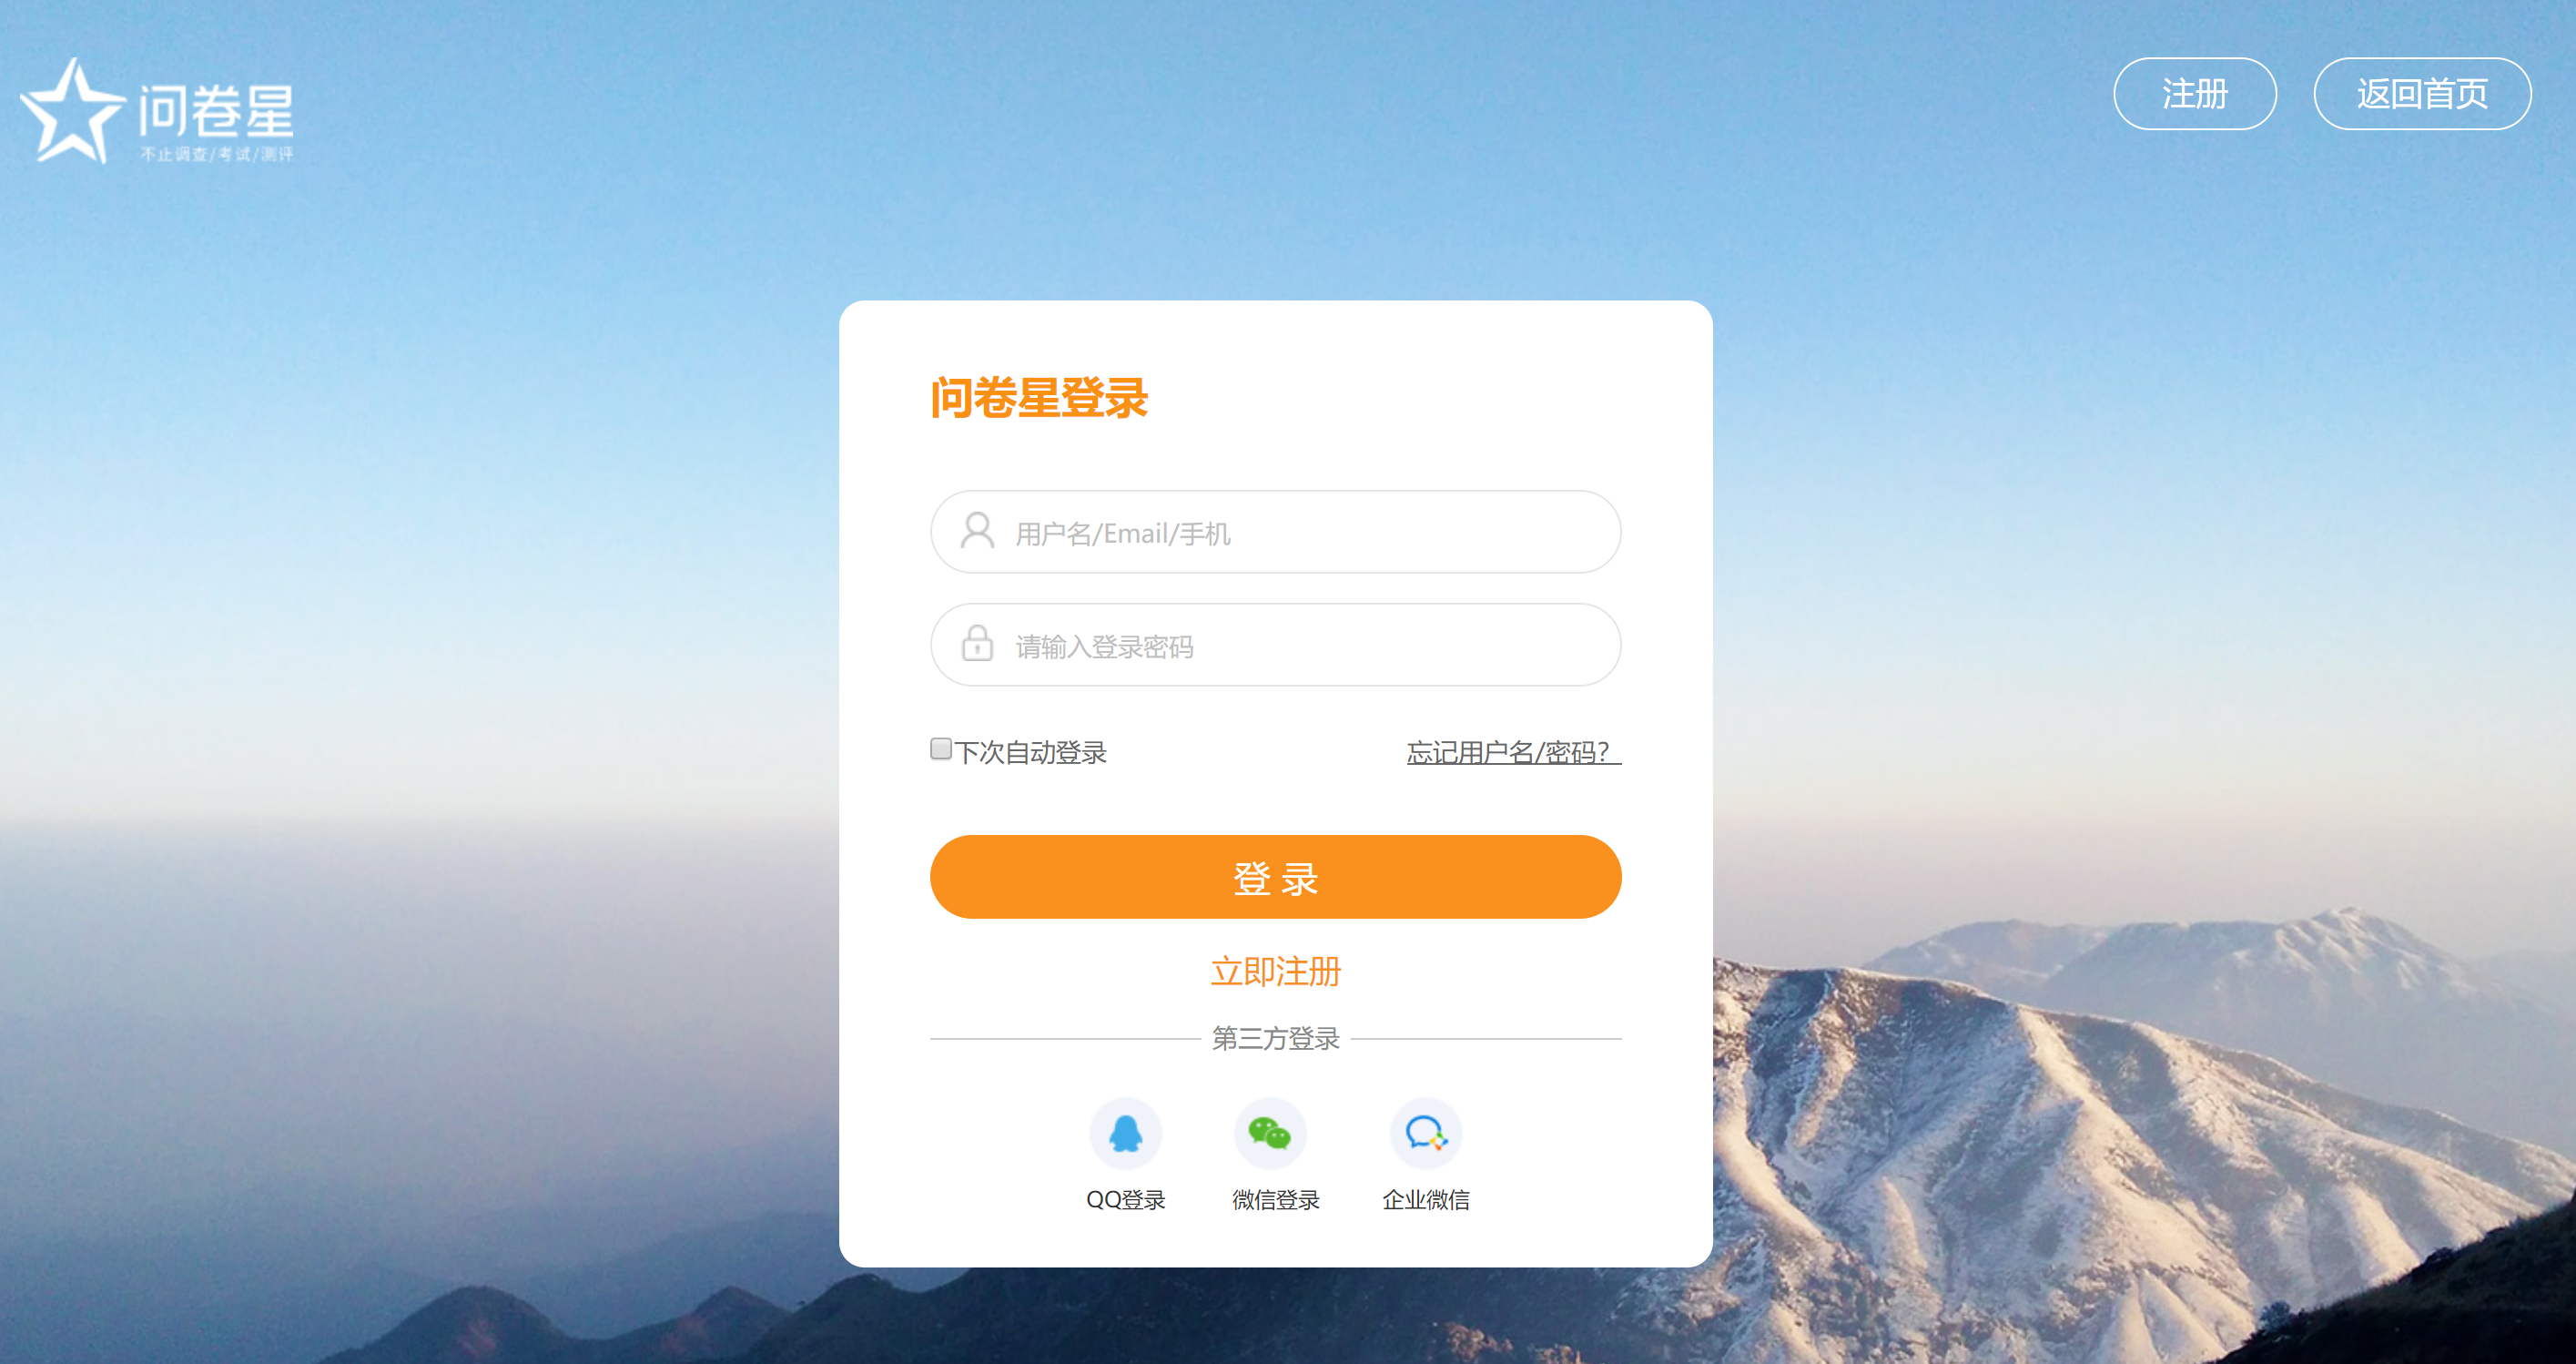 问卷星
不止调查/考试/测评
注册
返回首页
问卷星登录
用户名/Email/手机
请输入登录密码
下次自动登录
忘记用户名/密码？
登 录
立即注册
第三方登录
QQ登录
微信登录
企业微信